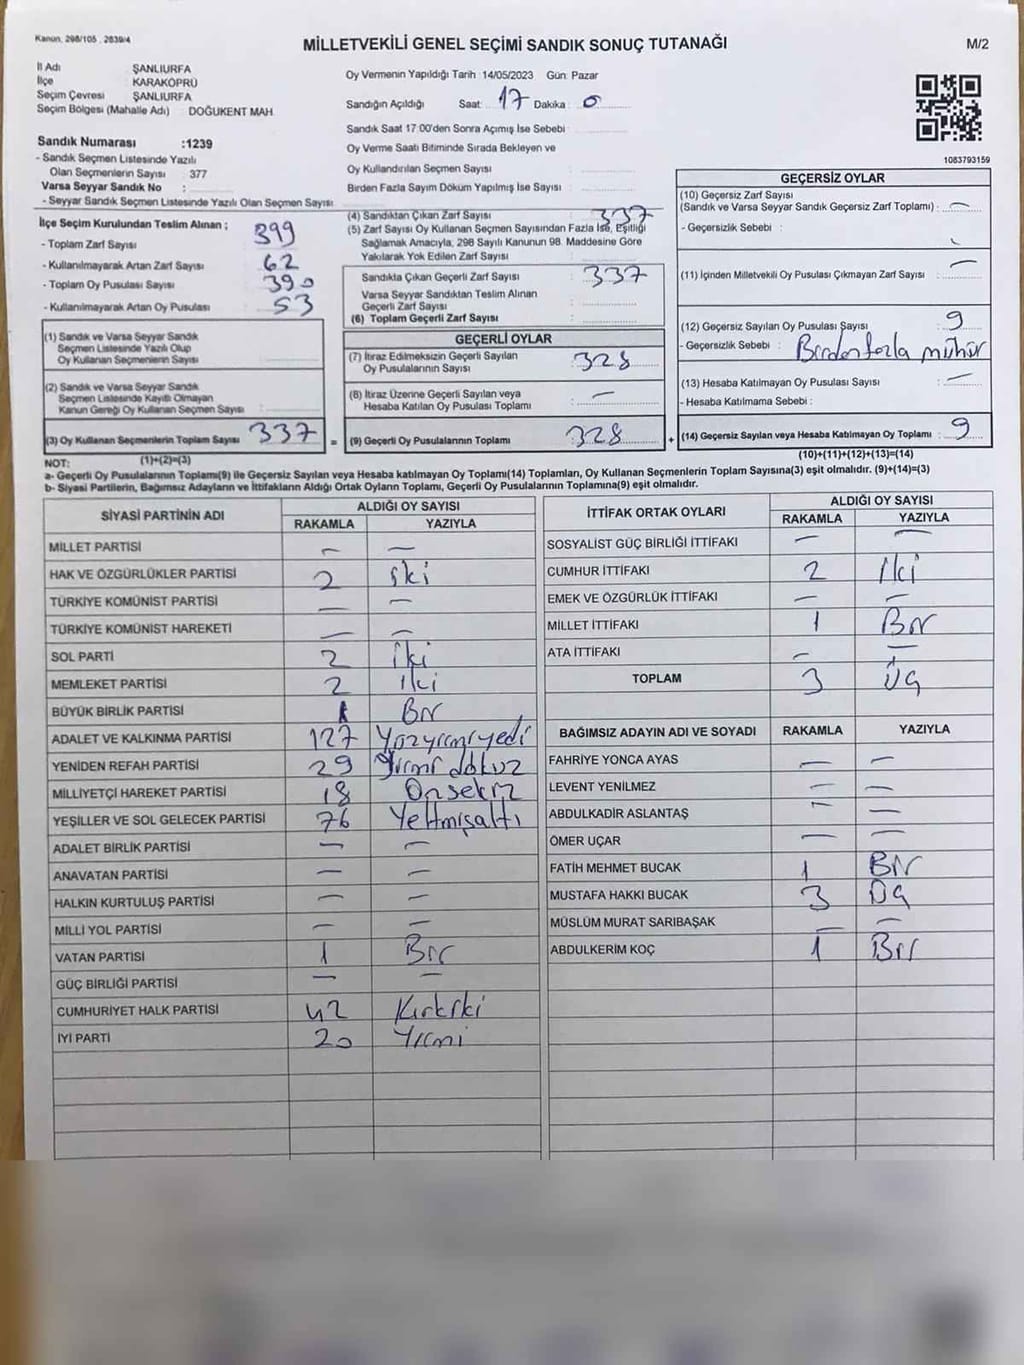 Kanun, 298/105 , 2839/4
MİLLETVEKİLİ GENEL SEÇİMİ SANDIK SONUÇ TUTANAĞI
M/2
İl Adı ŞANLIURFA
İlçe KARAKÖPRÜ
Seçim Çevresi ŞANLIURFA
Seçim Bölgesi (Mahalle Adı) DOĞUKENT MAH.
Sandık Numarası :1239
- Sandık Seçmen Listesinde Yazılı
Olan Seçmenlerin Sayısı 377
Varsa Seyyar Sandık No :
- Seyyar Sandık Seçmen Listesinde Yazılı Olan Seçmen Sayısı
Oy Vermenin Yapıldığı Tarih :14/05/2023 Gün: Pazar
Sandığın Açıldığı Saat: 17 Dakika : 0
Sandık Saat 17:00'den Sonra Açımış İse Sebebi :
Oy Verme Saati Bitiminde Sırada Bekleyen ve
Oy Kullandırılan Seçmen Sayısı :
Birden Fazla Sayım Döküm Yapılmış İse Sayısı :
1083793159
İlçe Seçim Kurulundan Teslim Alınan ;
- Toplam Zarf Sayısı 399
- Kullanılmayarak Artan Zarf Sayısı 62
- Toplam Oy Pusulası Sayısı 390
- Kullanılmayarak Artan Oy Pusulası 53
(1) Sandık ve Varsa Seyyar Sandık
Seçmen Listesinde Yazılı Olup
Oy Kullanan Seçmenlerin Sayısı
(2) Sandık ve Varsa Seyyar Sandık
Seçmen Listesinde Kayıtlı Olmayan
Kanun Gereği Oy Kullanan Seçmen Sayısı :
(3) Oy Kullanan Seçmenlerin Toplam Sayısı 337 =
(1)+(2)=(3)
(4) Sandıktan Çıkan Zarf Sayısı : 337
(5) Zarf Sayısı Oy Kullanan Seçmen Sayısından Fazla İse, Eşitliği
Sağlamak Amacıyla, 298 Sayılı Kanunun 98. Maddesine Göre
Yakılarak Yok Edilen Zarf Sayısı :
Sandıkta Çıkan Geçerli Zarf Sayısı : 337
Varsa Seyyar Sandıktan Teslim Alınan
Geçerli Zarf Sayısı :
(6) Toplam Geçerli Zarf Sayısı :
GEÇERLİ OYLAR
(7) İtiraz Edilmeksizin Geçerli Sayılan
Oy Pusulalarının Sayısı : 328
(8) İtiraz Üzerine Geçerli Sayılan veya
Hesaba Katılan Oy Pusulası Toplamı : —
(9) Geçerli Oy Pusulalarının Toplamı : 328 +
GEÇERSİZ OYLAR
(10) Geçersiz Zarf Sayısı
(Sandık ve Varsa Seyyar Sandık Geçersiz Zarf Toplamı) : —
- Geçersizlik Sebebi :
(11) İçinden Milletvekili Oy Pusulası Çıkmayan Zarf Sayısı : —
(12) Geçersiz Sayılan Oy Pusulası Sayısı : 9
- Geçersizlik Sebebi : Birden fazla mühür
(13) Hesaba Katılmayan Oy Pusulası Sayısı : —
- Hesaba Katılmama Sebebi :
(14) Geçersiz Sayılan veya Hesaba Katılmayan Oy Toplamı : 9
(10)+(11)+(12)+(13)=(14)
NOT:
a- Geçerli Oy Pusulalarının Toplamı(9) ile Geçersiz Sayılan veya Hesaba katılmayan Oy Toplamı(14) Toplamları, Oy Kullanan Seçmenlerin Toplam Sayısına(3) eşit olmalıdır. (9)+(14)=(3)
b- Siyasi Partilerin, Bağımsız Adayların ve İttifakların Aldığı Ortak Oyların Toplamı, Geçerli Oy Pusulalarının Toplamına(9) eşit olmalıdır.
SİYASİ PARTİNİN ADI ALDIĞI OY SAYISI
RAKAMLA YAZIYLA
MİLLET PARTİSİ — —
HAK VE ÖZGÜRLÜKLER PARTİSİ 2 iki
TÜRKİYE KOMÜNİST PARTİSİ — —
TÜRKİYE KOMÜNİST HAREKETİ — —
SOL PARTİ 2 iki
MEMLEKET PARTİSİ 2 iki
BÜYÜK BİRLİK PARTİSİ 1 Bir
ADALET VE KALKINMA PARTİSİ 127 Yüzyirmiyedi
YENİDEN REFAH PARTİSİ 29 Yirmi dokuz
MİLLİYETÇİ HAREKET PARTİSİ 18 Onsekiz
YEŞİLLER VE SOL GELECEK PARTİSİ 76 Yetmişaltı
ADALET BİRLİK PARTİSİ — —
ANAVATAN PARTİSİ — —
HALKIN KURTULUŞ PARTİSİ — —
MİLLİ YOL PARTİSİ — —
VATAN PARTİSİ 1 Bir
GÜÇ BİRLİĞİ PARTİSİ — —
CUMHURİYET HALK PARTİSİ 42 Kırkiki
İYİ PARTİ 20 Yirmi
İTTİFAK ORTAK OYLARI ALDIĞI OY SAYISI
RAKAMLA YAZIYLA
SOSYALİST GÜÇ BİRLİĞİ İTTİFAKI — —
CUMHUR İTTİFAKI 2 İki
EMEK VE ÖZGÜRLÜK İTTİFAKI — —
MİLLET İTTİFAKI 1 Bir
ATA İTTİFAKI — —
TOPLAM 3 Üç
BAĞIMSIZ ADAYIN ADI VE SOYADI RAKAMLA YAZIYLA
FAHRİYE YONCA AYAS — —
LEVENT YENİLMEZ — —
ABDULKADİR ASLANTAŞ — —
ÖMER UÇAR — —
FATİH MEHMET BUCAK 1 Bir
MUSTAFA HAKKI BUCAK 3 Üç
MÜSLÜM MURAT SARIBAŞAK — —
ABDULKERİM KOÇ 1 Bir